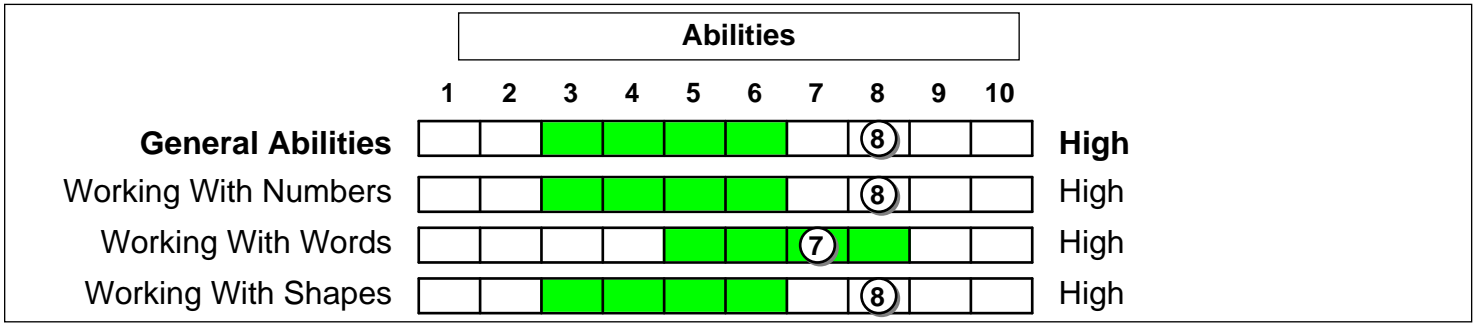 Abilities
1 2 3 4 5 6 7 8 9 10
General Abilities 8 High
Working With Numbers 8 High
Working With Words 7 High
Working With Shapes 8 High